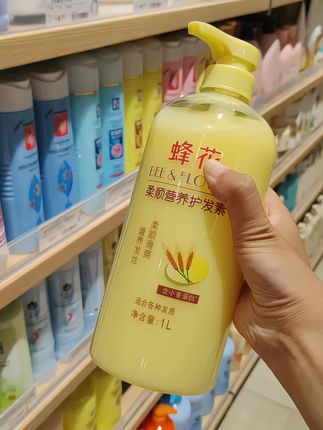 蜂花
BEE & FLO
柔顺营养护发素
柔顺滑爽
营养发丝
含小麦蛋白
适合各种发质
净含量:1L